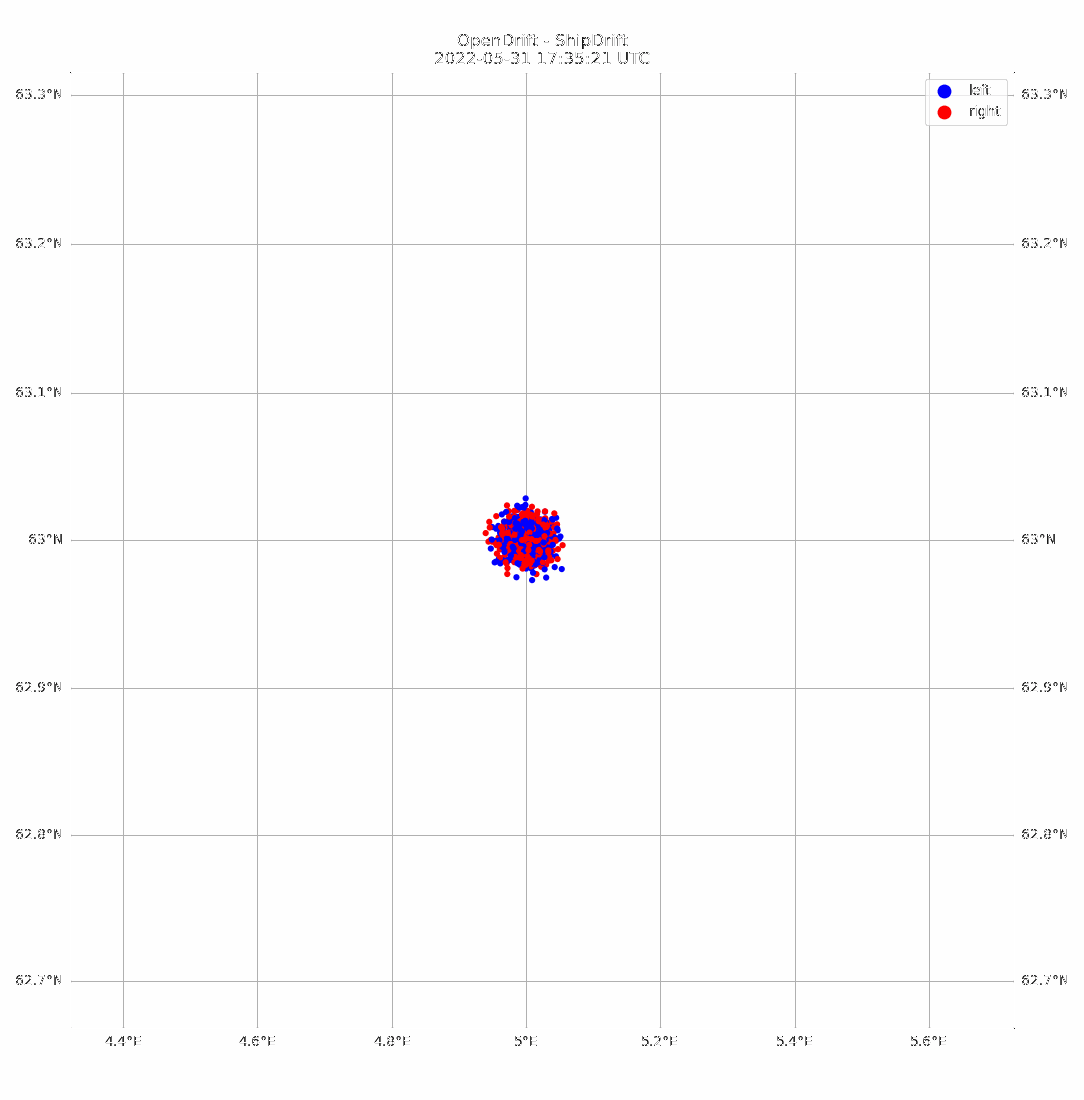 OpenDrift - ShipDrift
2022-05-31 17:35:21 UTC
left
right
63.3°N 63.3°N
63.2°N 63.2°N
63.1°N 63.1°N
63°N 63°N
62.9°N 62.9°N
62.8°N 62.8°N
62.7°N 62.7°N
4.4°E 4.6°E 4.8°E 5°E 5.2°E 5.4°E 5.6°E